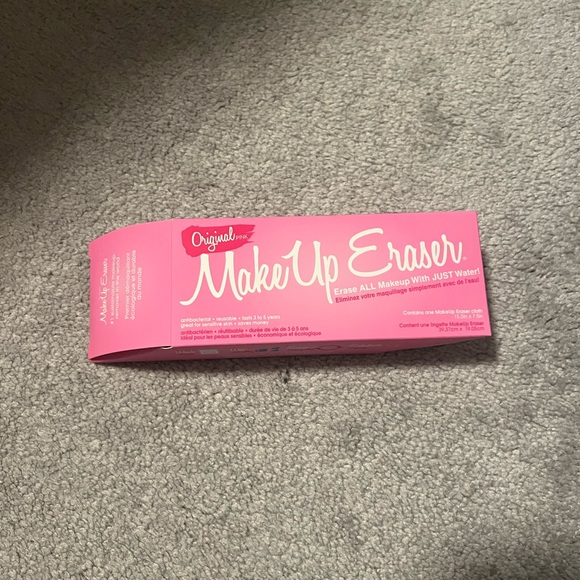 Original PINK
MakeUp Eraser
Erase ALL Makeup With JUST Water!
Éliminez votre maquillage simplement avec de l'eau!
antibacterial • reusable • lasts 3 to 5 years
great for sensitive skin • saves money
antibactérien • réutilisable • durée de vie de 3 à 5 ans
idéal pour les peaux sensibles • économique et écologique
Contains one MakeUp Eraser cloth
Contient une lingette MakeUp Eraser
MakeUp Eraser